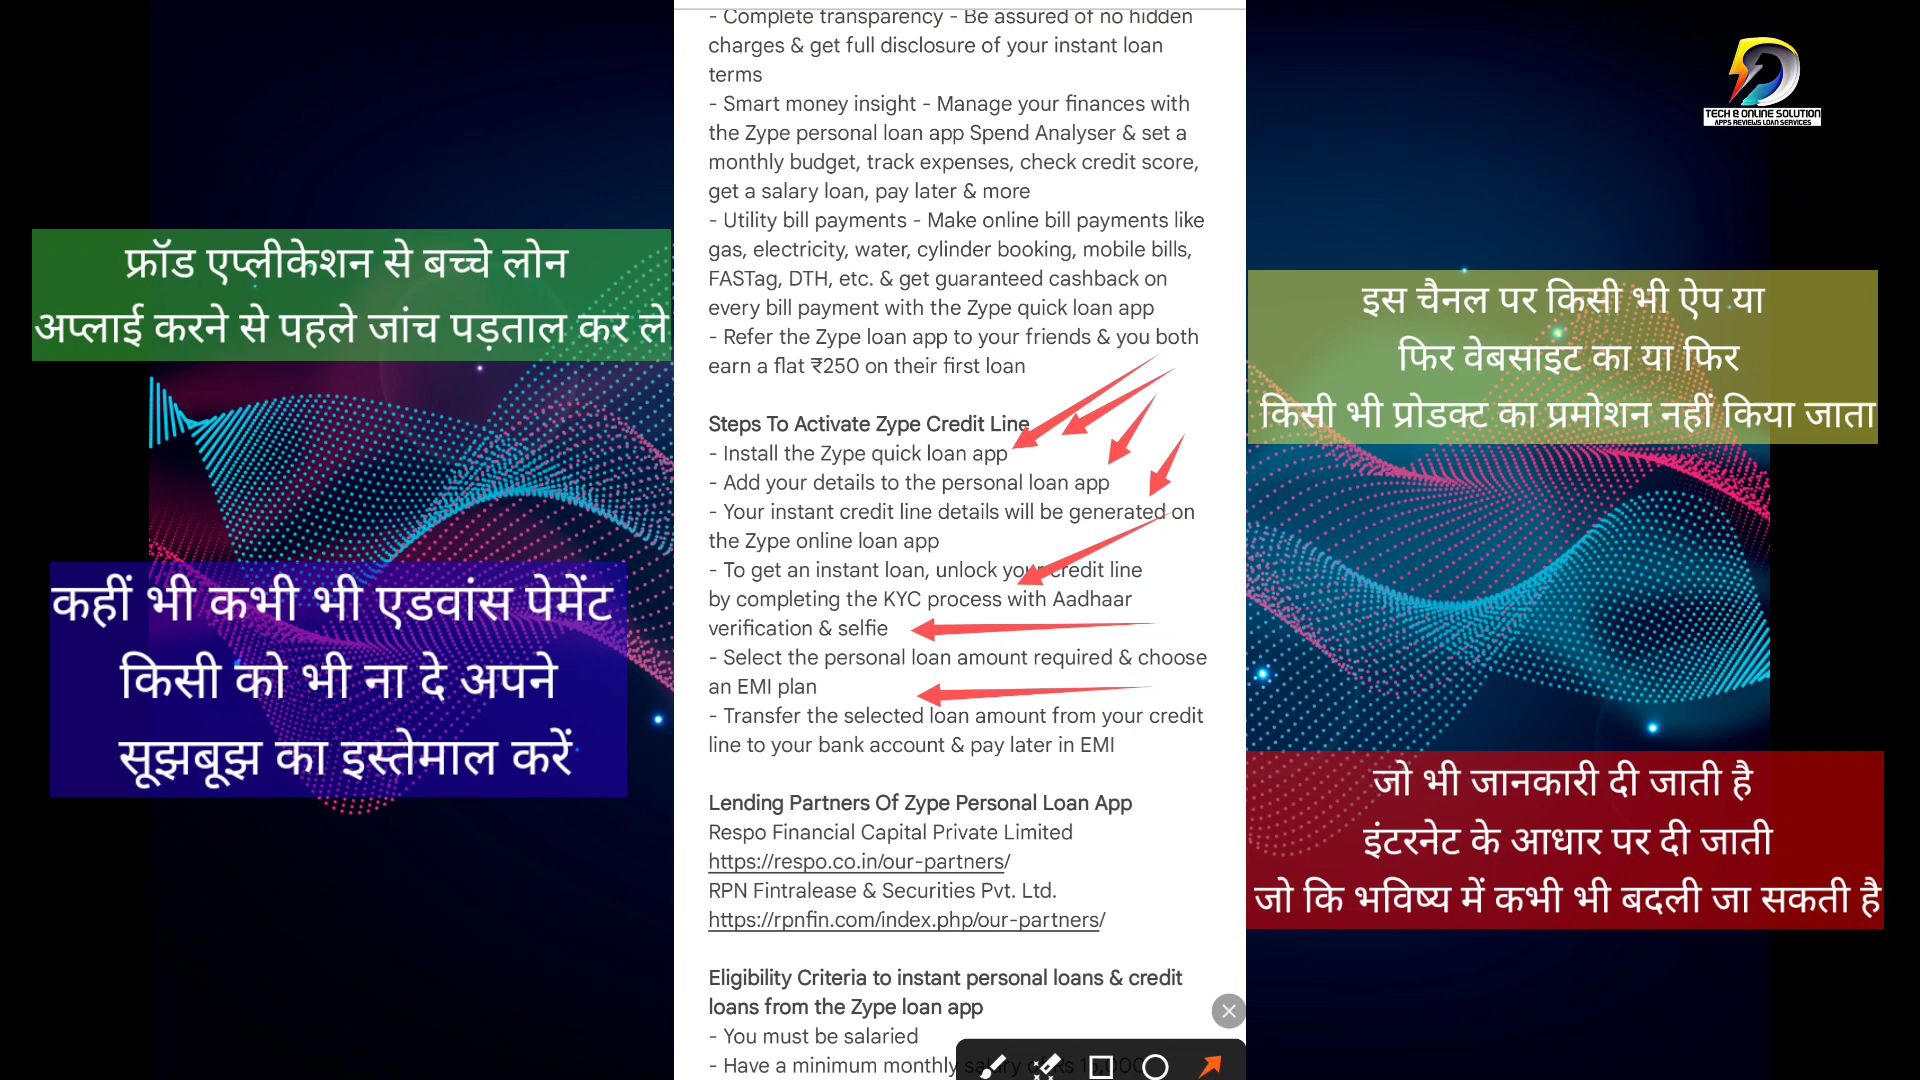 - Complete transparency - Be assured of no hidden
charges & get full disclosure of your instant loan
terms
- Smart money insight - Manage your finances with
the Zype personal loan app Spend Analyser & set a
monthly budget, track expenses, check credit score,
get a salary loan, pay later & more
- Utility bill payments - Make online bill payments like
gas, electricity, water, cylinder booking, mobile bills,
FASTag, DTH, etc. & get guaranteed cashback on
every bill payment with the Zype quick loan app
- Refer the Zype loan app to your friends & you both
earn a flat ₹250 on their first loan
Steps To Activate Zype Credit Line
- Install the Zype quick loan app
- Add your details to the personal loan app
- Your instant credit line details will be generated on
the Zype online loan app
- To get an instant loan, unlock your credit line
by completing the KYC process with Aadhaar
verification & selfie
- Select the personal loan amount required & choose
an EMI plan
- Transfer the selected loan amount from your credit
line to your bank account & pay later in EMI
Lending Partners Of Zype Personal Loan App
Respo Financial Capital Private Limited
https://respo.co.in/our-partners/
RPN Fintralease & Securities Pvt. Ltd.
https://rpnfin.com/index.php/our-partners/
Eligibility Criteria to instant personal loans & credit
loans from the Zype loan app
- You must be salaried
- Have a minimum monthly salary of Rs 15,000
फ्रॉड एप्लीकेशन से बच्चे लोन
अप्लाई करने से पहले जांच पड़ताल कर ले
कहीं भी कभी भी एडवांस पेमेंट
किसी को भी ना दे अपने
सूझबूझ का इस्तेमाल करें
TECH & ONLINE SOLUTION
APPS REVIEWS LOAN SERVICES
इस चैनल पर किसी भी ऐप या
फिर वेबसाइट का या फिर
किसी भी प्रोडक्ट का प्रमोशन नहीं किया जाता
जो भी जानकारी दी जाती है
इंटरनेट के आधार पर दी जाती
जो कि भविष्य में कभी भी बदली जा सकती है